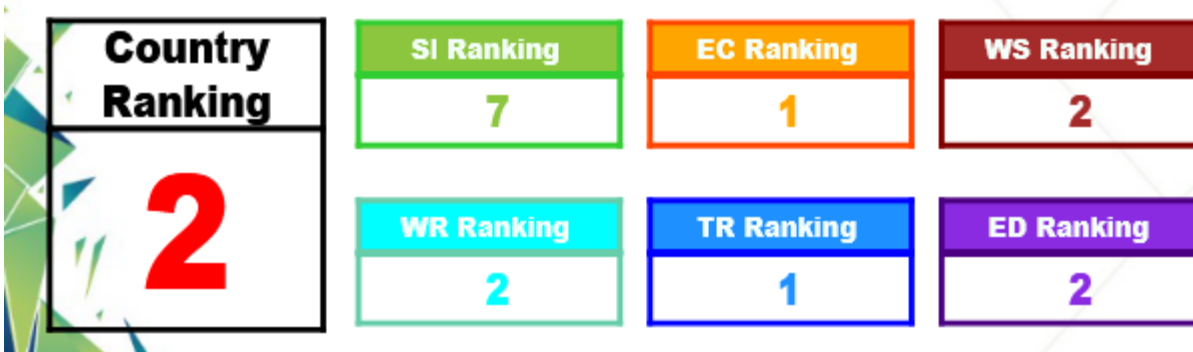 Country
Ranking
2
SI Ranking
7
EC Ranking
1
WS Ranking
2
WR Ranking
2
TR Ranking
1
ED Ranking
2